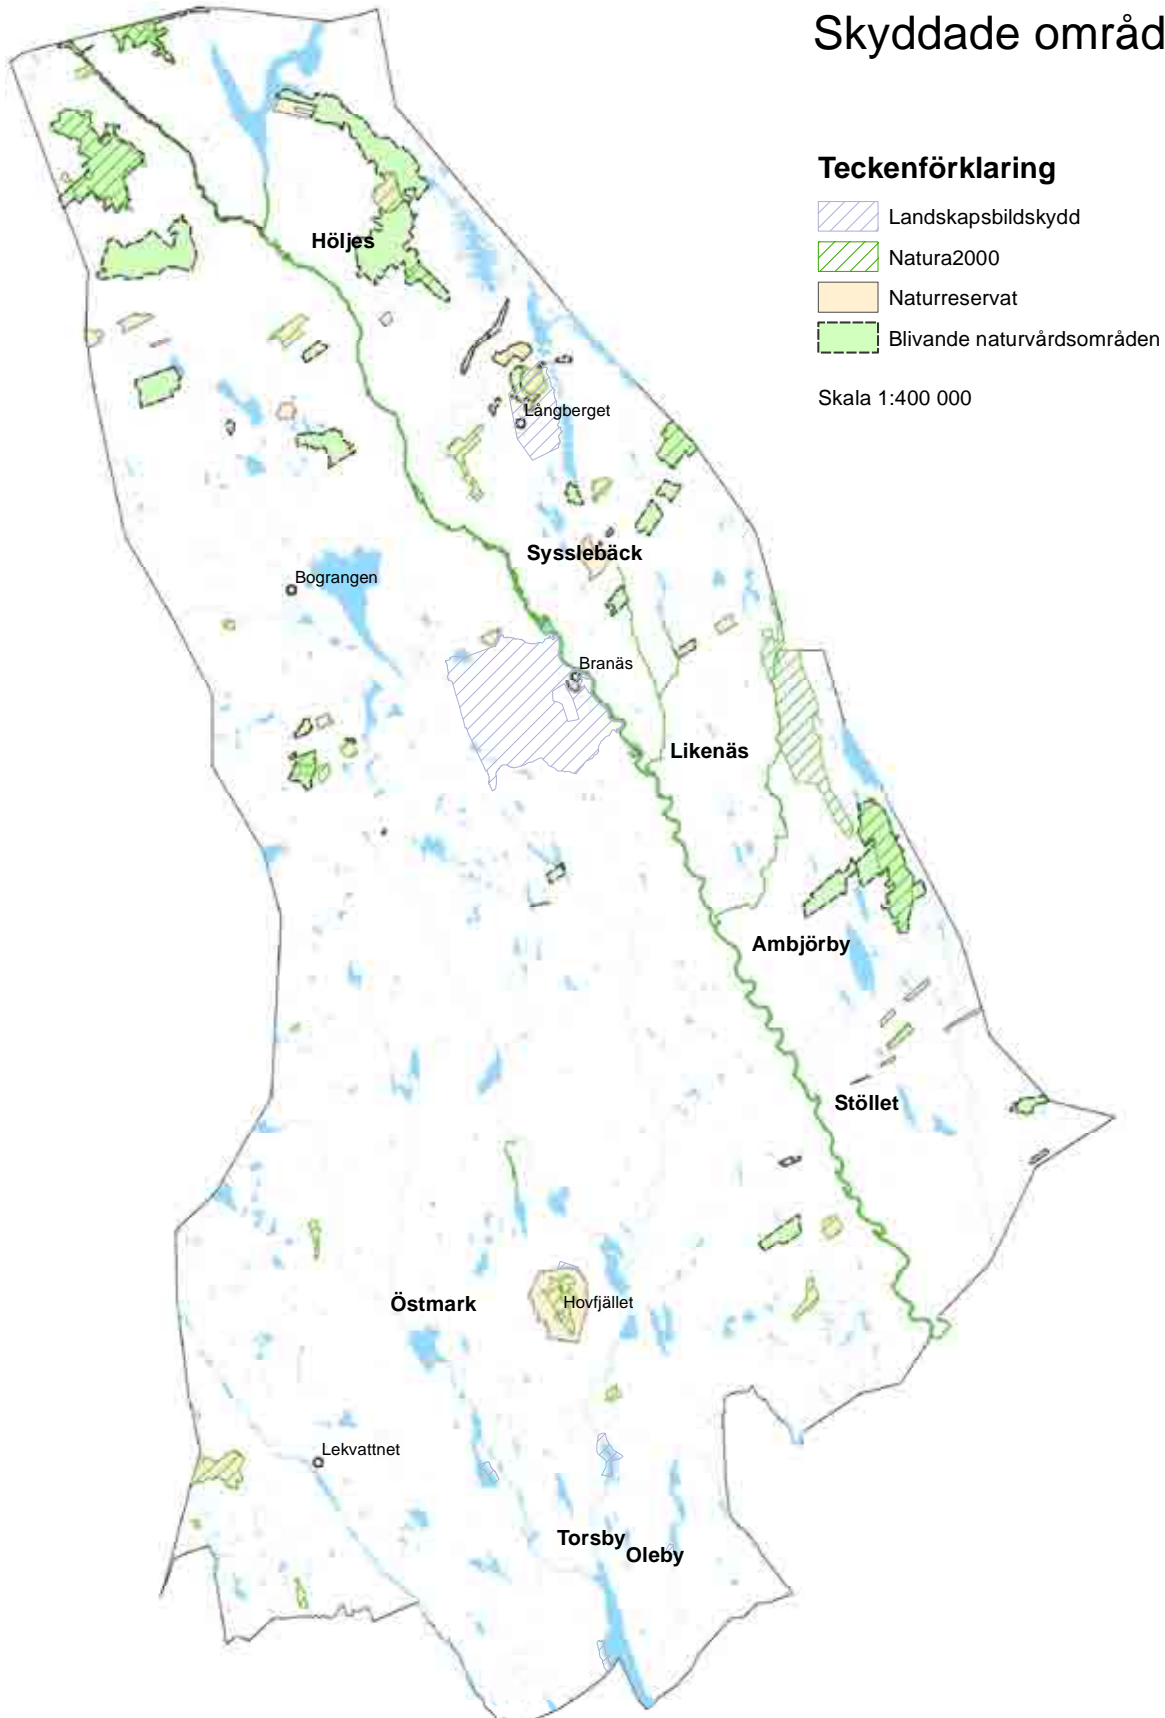 Skyddade områd
Teckenförklaring
Landskapsbildskydd
Natura2000
Naturreservat
Blivande naturvårdsområden
Skala 1:400 000
Höljes
Långberget
Sysslebäck
Bograngen
Branäs
Likenäs
Ambjörby
Stöllet
Östmark
Hovfjället
Lekvattnet
Torsby
Oleby